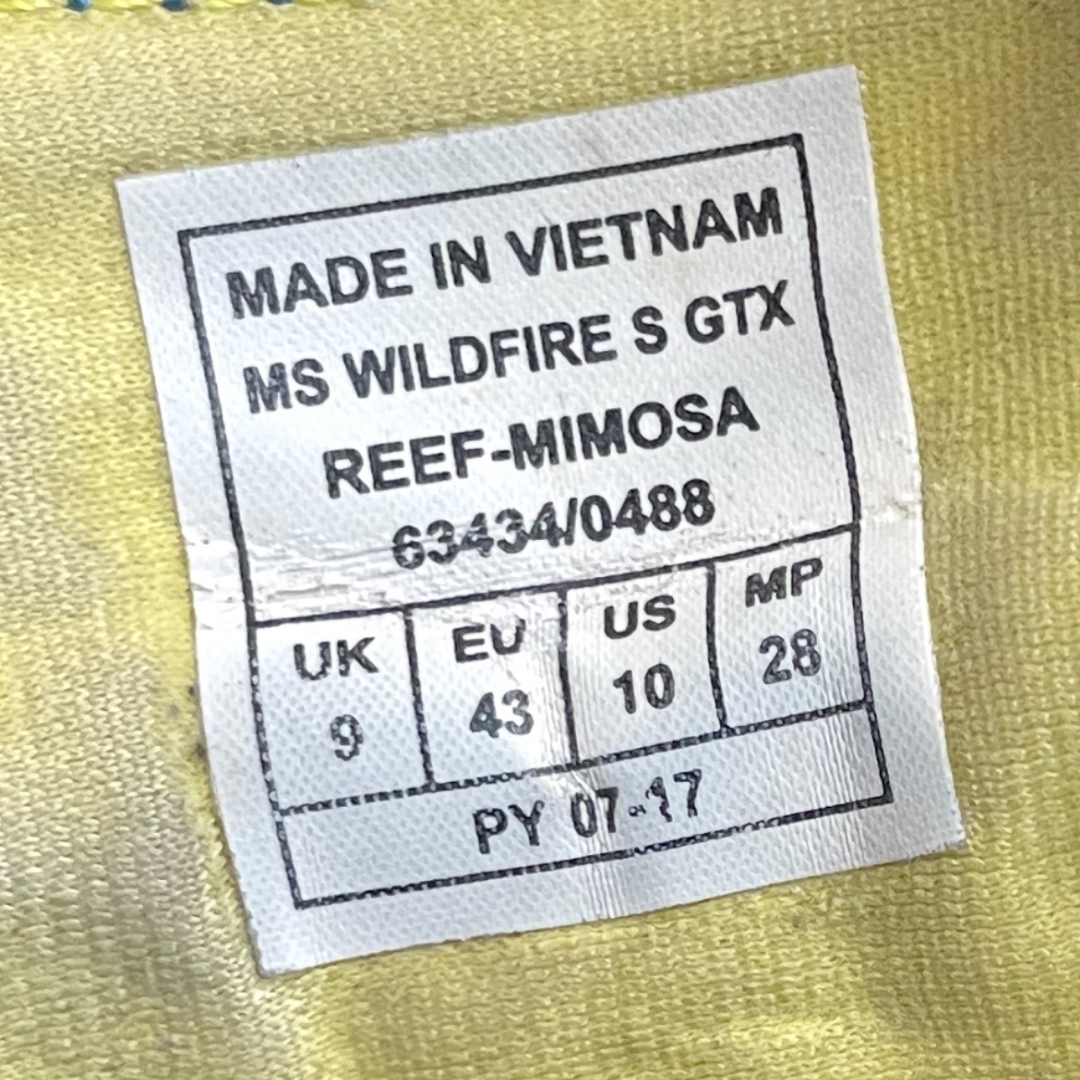 MADE IN VIETNAM
MS WILDFIRE S GTX
REEF-MIMOSA
63434/0488
UK EU US MP
9 43 10 28
PY 07-17